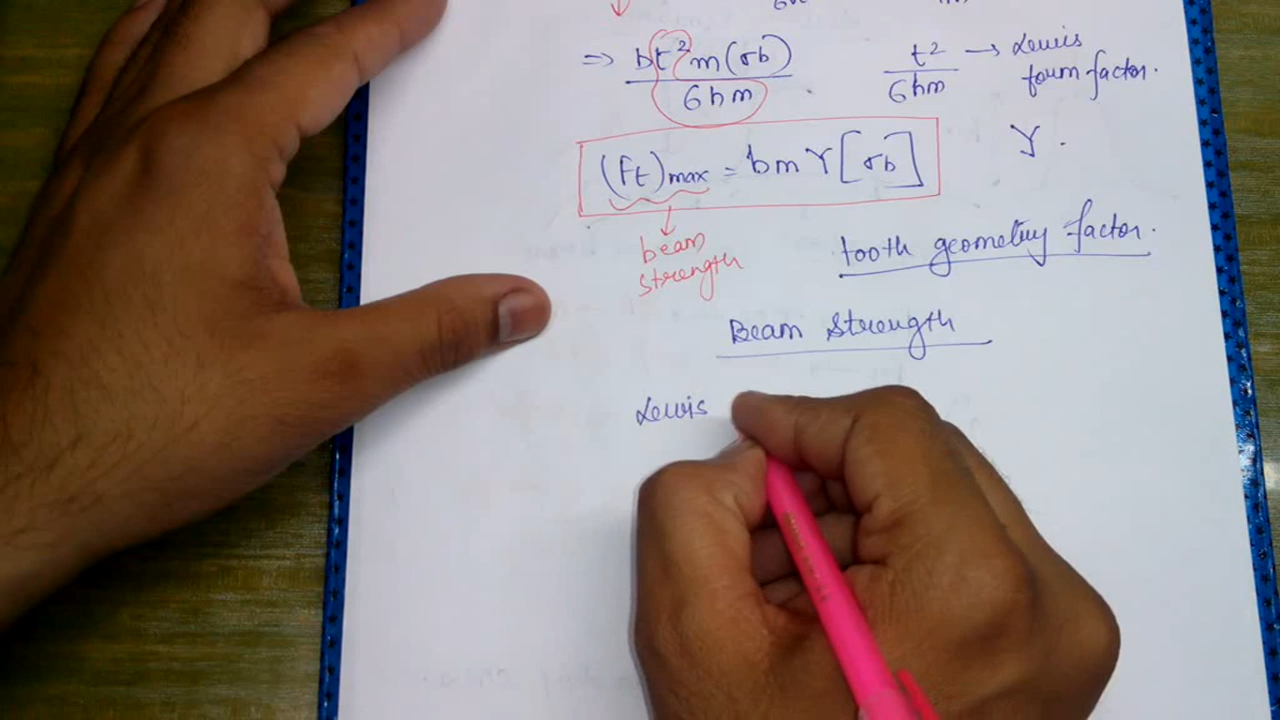 => bt²m(σb) / 6hm
t² / 6hm → Lewis form factor.
(Ft)max = bmY[σb]
Y.
beam
strength
tooth geometry factor.
Beam Strength
Lewis